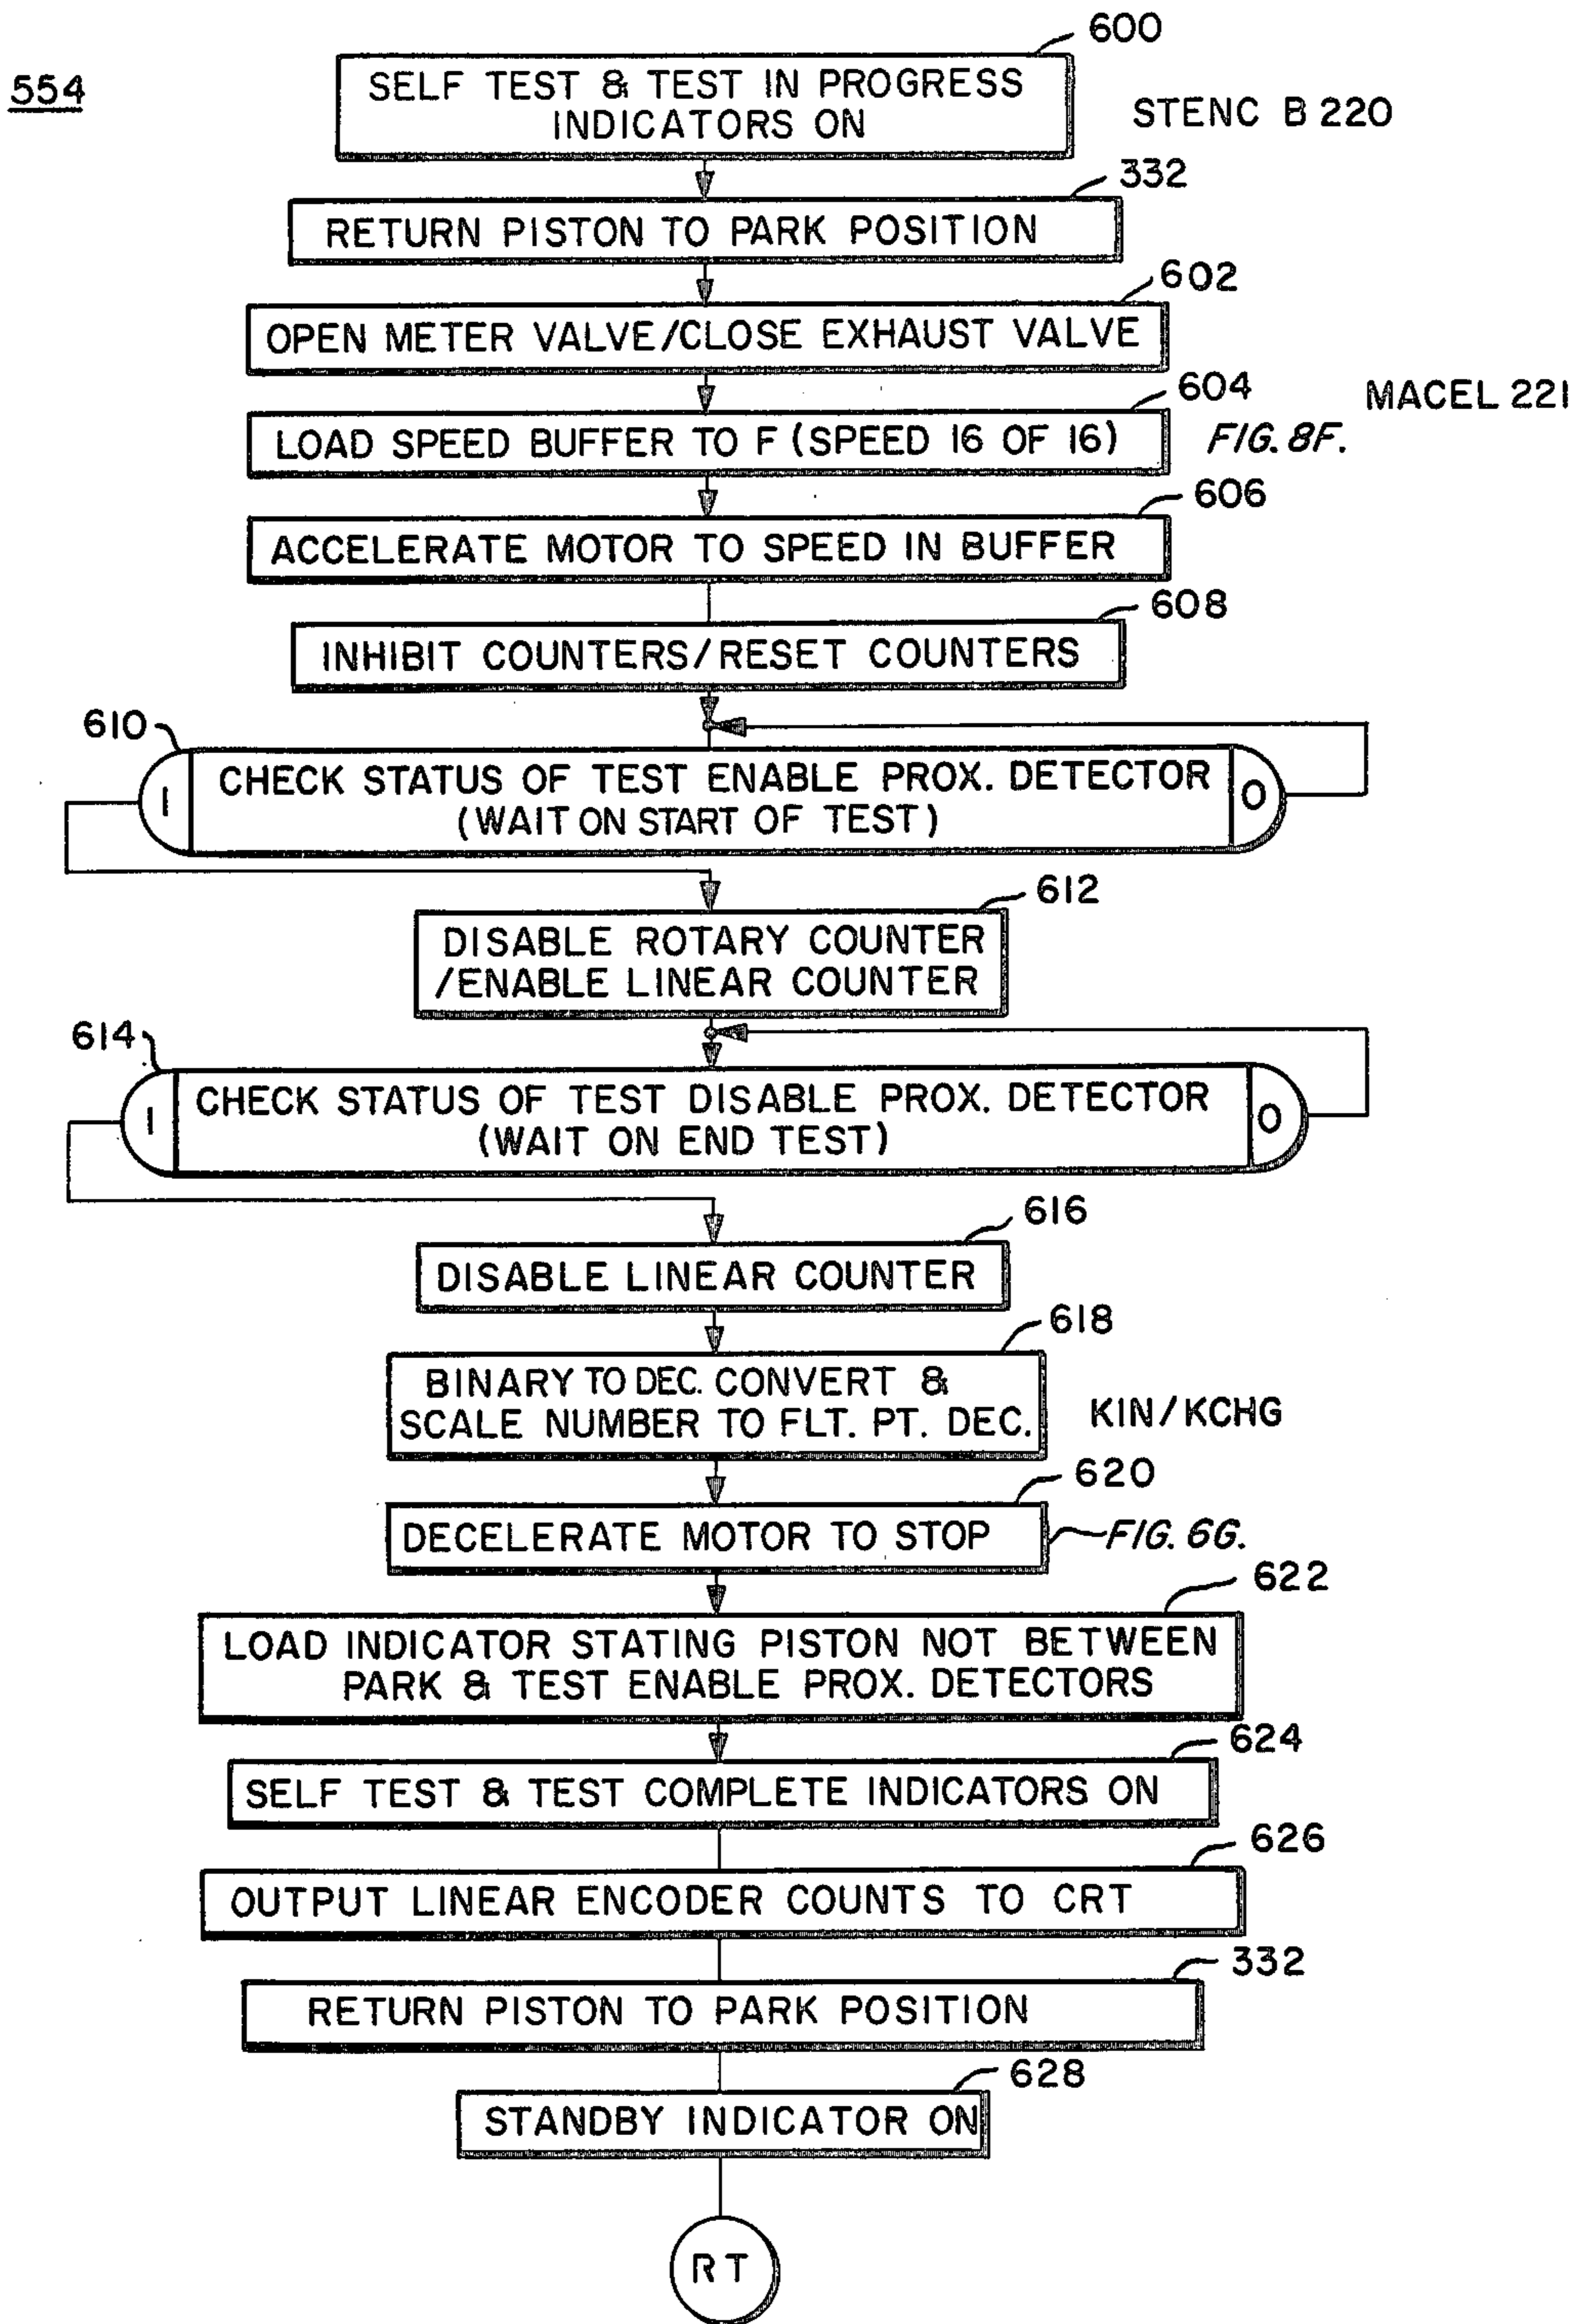 600
554
SELF TEST & TEST IN PROGRESS
INDICATORS ON
STENC B 220
332
RETURN PISTON TO PARK POSITION
602
OPEN METER VALVE/CLOSE EXHAUST VALVE
604
MACEL 221
LOAD SPEED BUFFER TO F (SPEED 16 OF 16)
FIG. 8F.
606
ACCELERATE MOTOR TO SPEED IN BUFFER
608
INHIBIT COUNTERS/RESET COUNTERS
610
I
CHECK STATUS OF TEST ENABLE PROX. DETECTOR
(WAIT ON START OF TEST)
O
612
DISABLE ROTARY COUNTER
/ENABLE LINEAR COUNTER
614
I
CHECK STATUS OF TEST DISABLE PROX. DETECTOR
(WAIT ON END TEST)
O
616
DISABLE LINEAR COUNTER
618
BINARY TO DEC. CONVERT &
SCALE NUMBER TO FLT. PT. DEC.
KIN/KCHG
620
DECELERATE MOTOR TO STOP
FIG. 6G.
622
LOAD INDICATOR STATING PISTON NOT BETWEEN
PARK & TEST ENABLE PROX. DETECTORS
624
SELF TEST & TEST COMPLETE INDICATORS ON
626
OUTPUT LINEAR ENCODER COUNTS TO CRT
332
RETURN PISTON TO PARK POSITION
628
STANDBY INDICATOR ON
RT